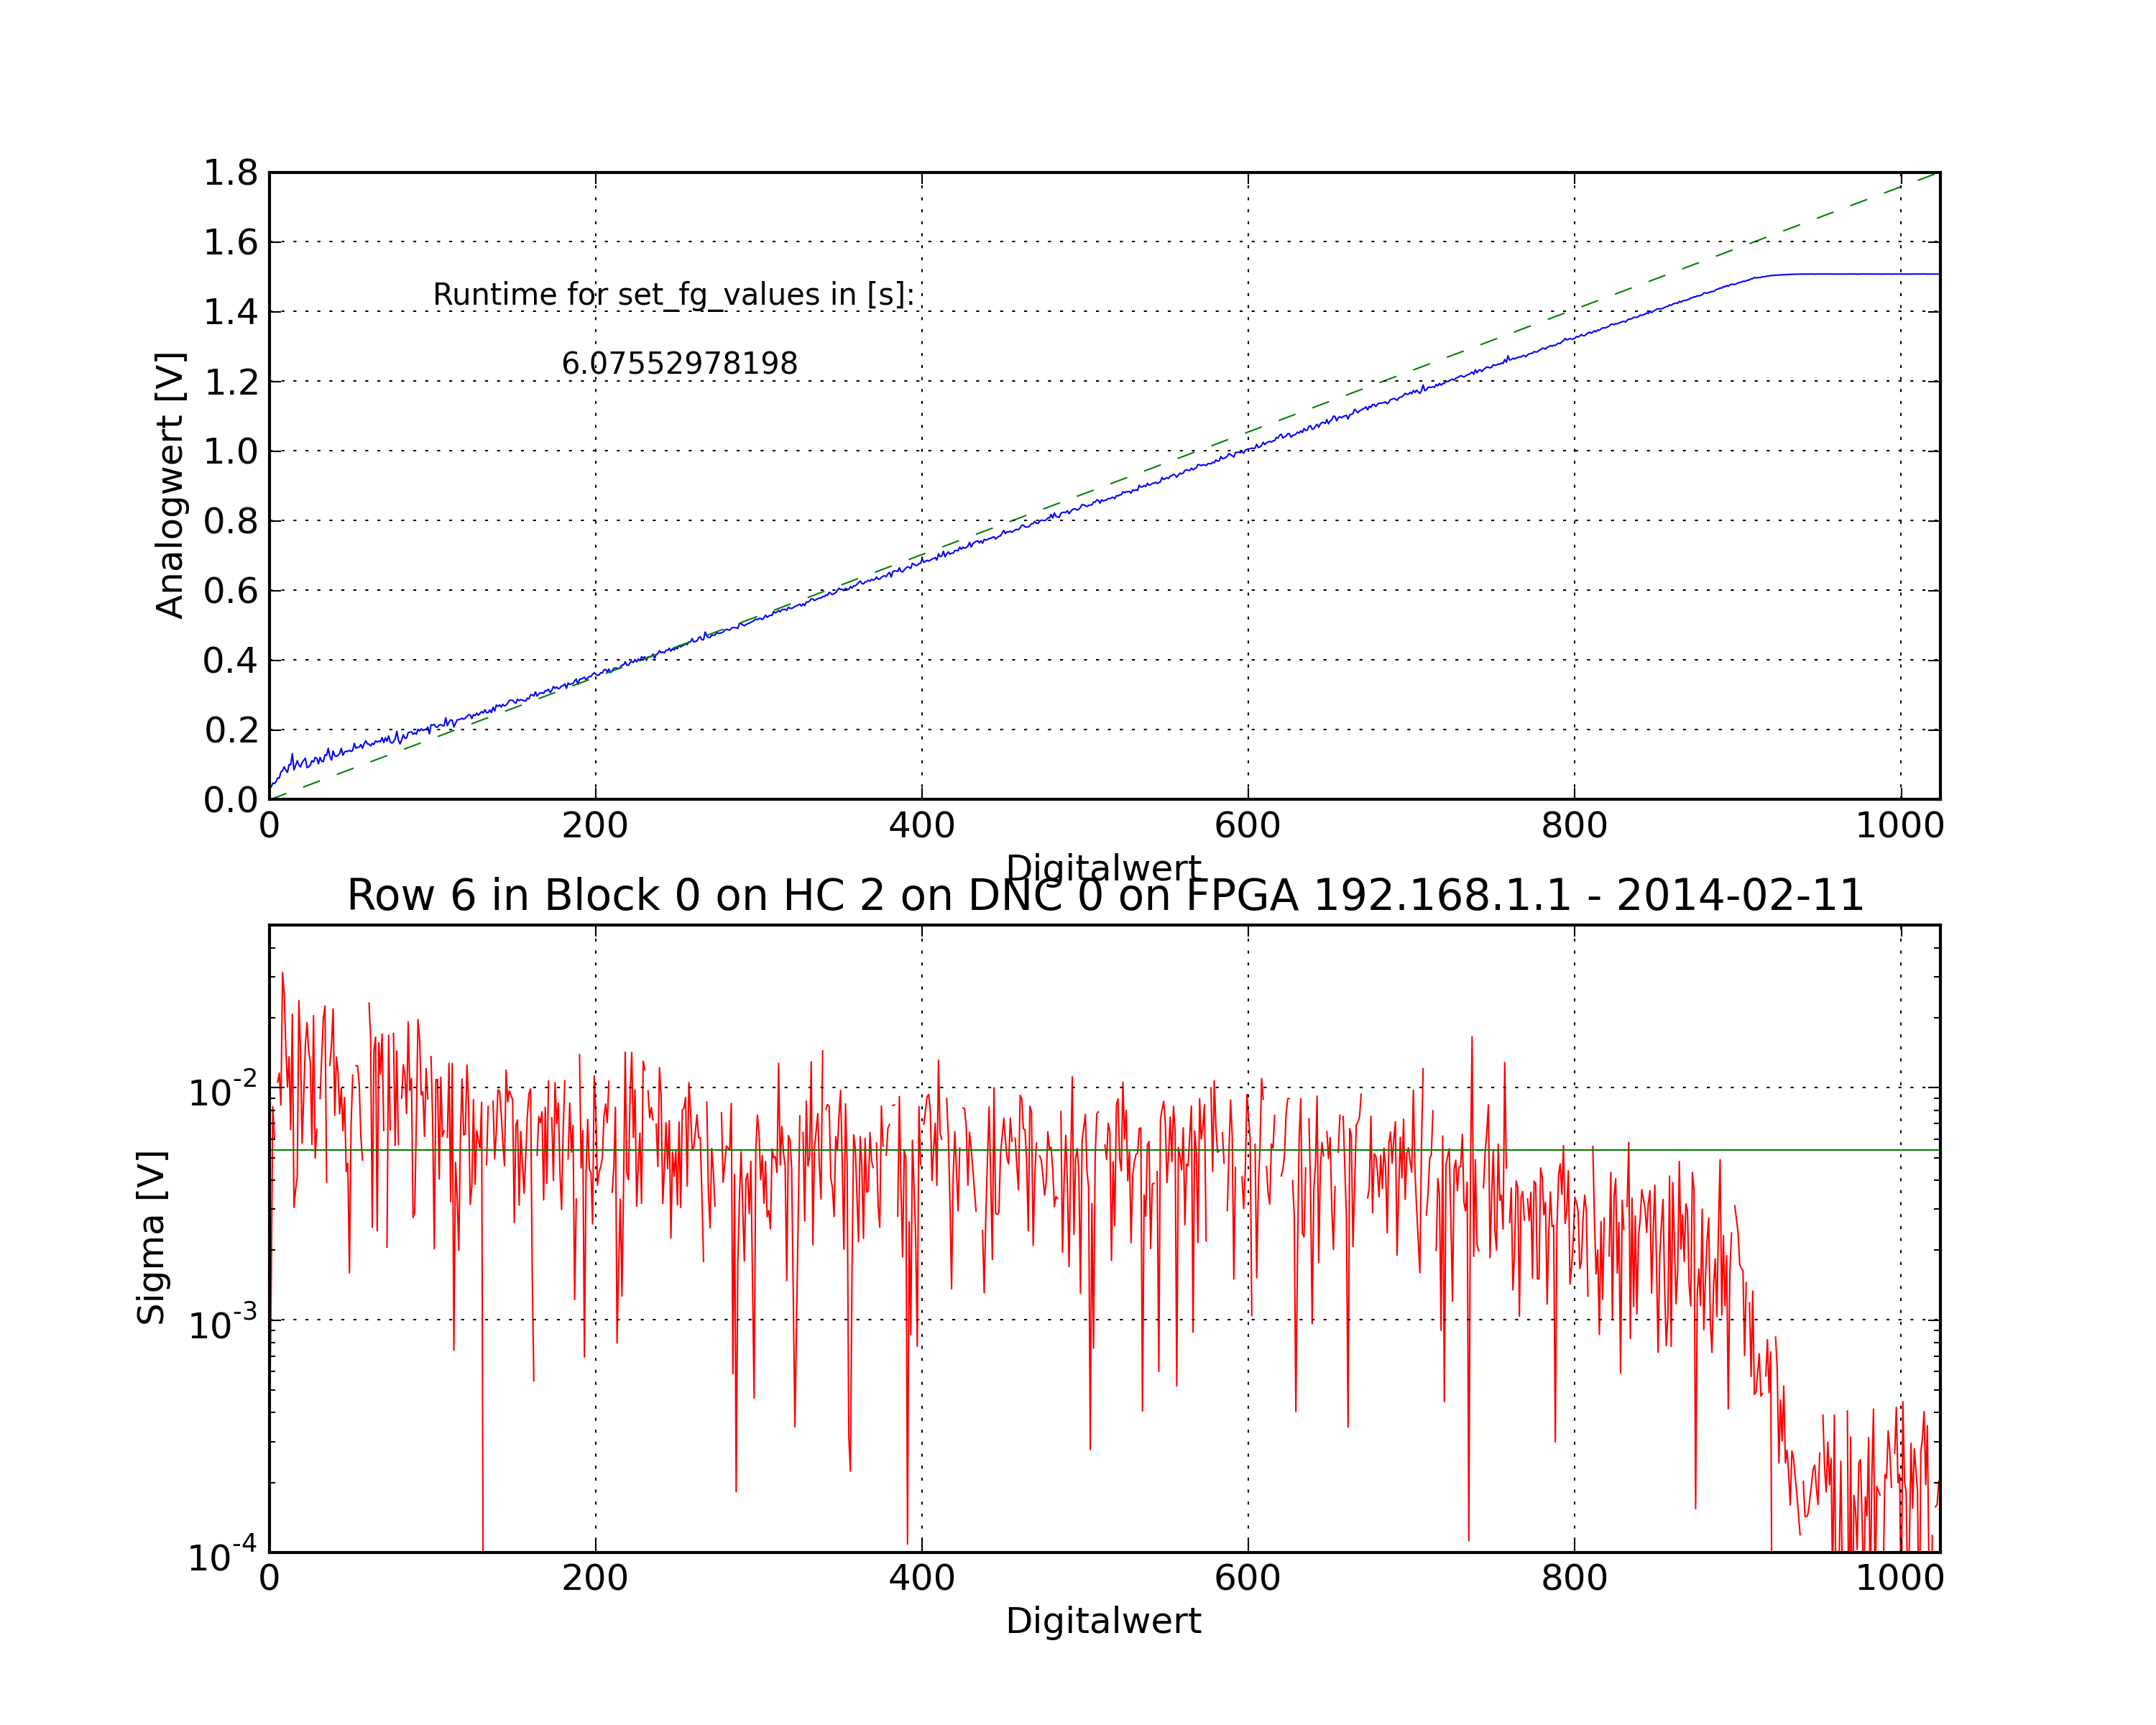 1.8
1.6
1.4
1.2
1.0
0.8
0.6
0.4
0.2
0.0
Analogwert [V]
Runtime for set_fg_values in [s]:
6.07552978198
0 200 400 600 800 1000
Digitalwert
Row 6 in Block 0 on HC 2 on DNC 0 on FPGA 192.168.1.1 - 2014-02-11
10-2
10-3
10-4
Sigma [V]
0 200 400 600 800 1000
Digitalwert